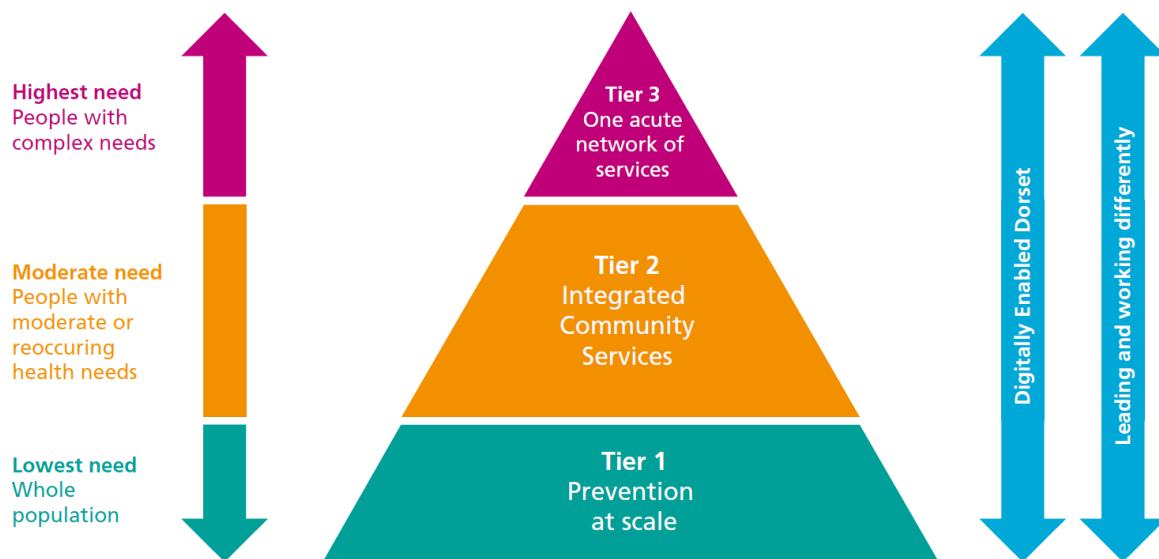 Highest need
People with
complex needs
Moderate need
People with
moderate or
reoccuring
health needs
Lowest need
Whole
population
Tier 3
One acute
network of
services
Tier 2
Integrated
Community
Services
Tier 1
Prevention
at scale
Digitally Enabled Dorset
Leading and working differently